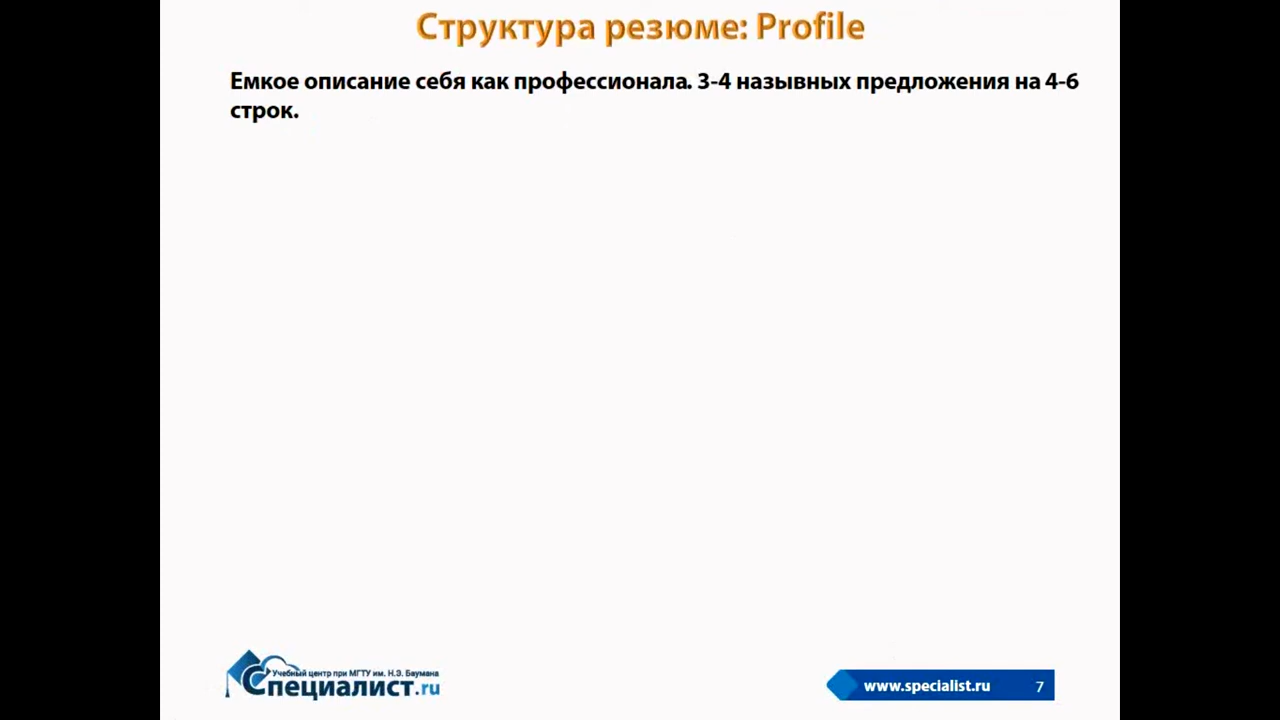 Структура резюме: Profile
Емкое описание себя как профессионала. 3-4 назывных предложения на 4-6
строк.
Учебный центр при МГТУ им. Н.Э. Баумана
Специалист.ru
www.specialist.ru 7